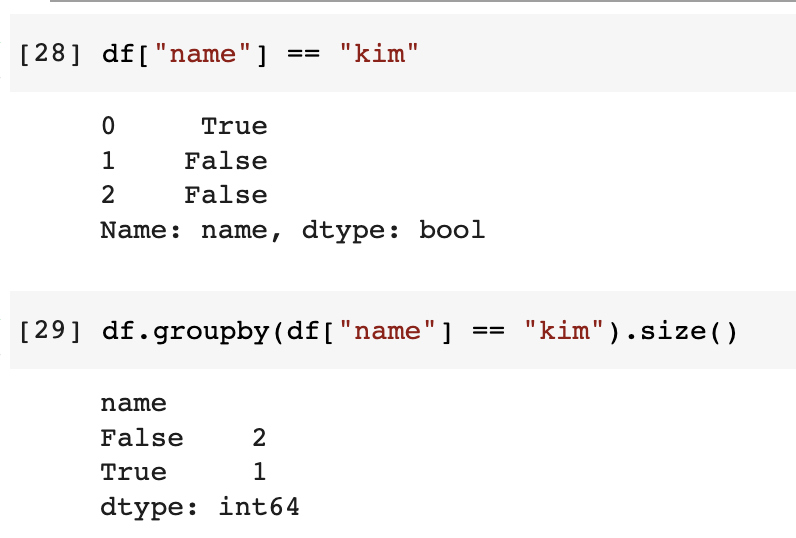 [28] df["name"] == "kim"
0     True
1    False
2    False
Name: name, dtype: bool
[29] df.groupby(df["name"] == "kim").size()
name
False    2
True     1
dtype: int64